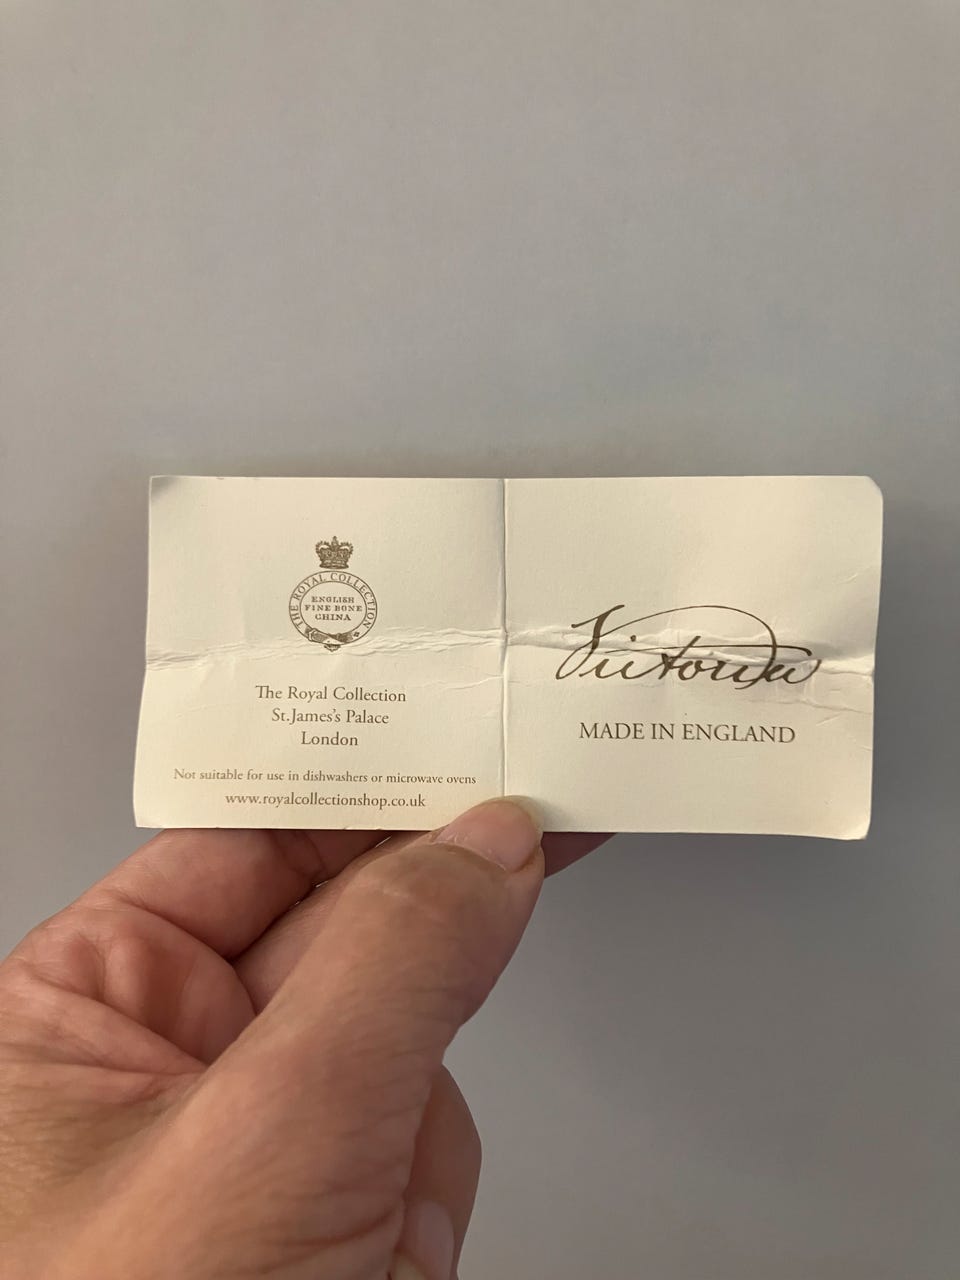 THE ROYAL COLLECTION
ENGLISH
FINE BONE
CHINA
The Royal Collection
St.James's Palace
London
Not suitable for use in dishwashers or microwave ovens
www.royalcollectionshop.co.uk
Victoria
MADE IN ENGLAND